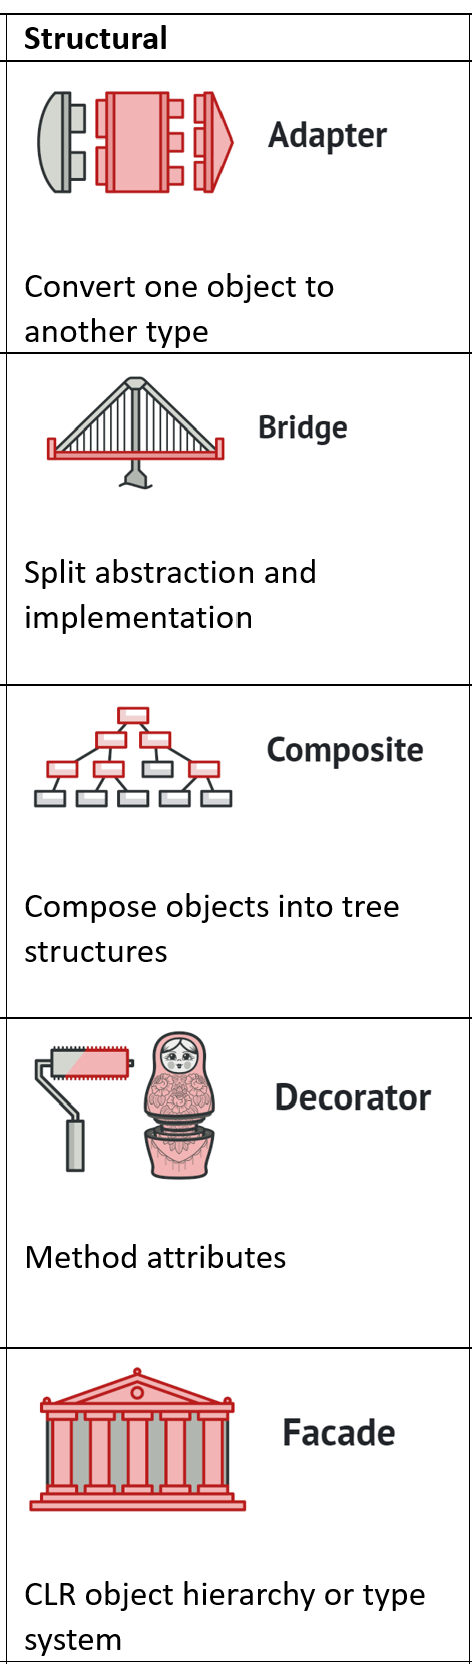 Structural
Adapter
Convert one object to
another type
Bridge
Split abstraction and
implementation
Composite
Compose objects into tree
structures
Decorator
Method attributes
Facade
CLR object hierarchy or type
system